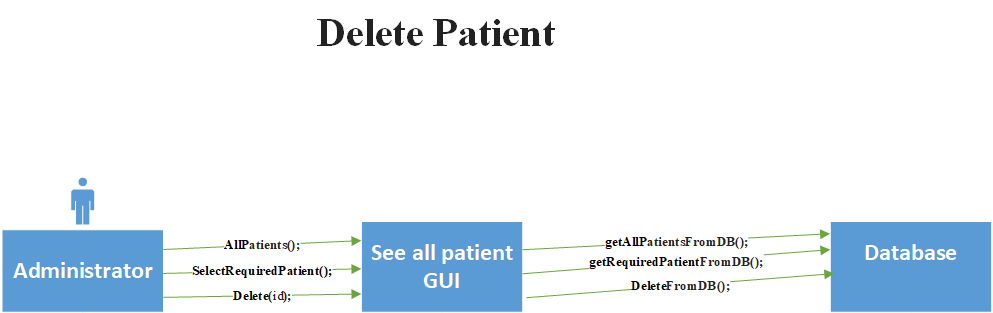 Delete Patient
Administrator
AllPatients();
SelectRequiredPatient();
Delete(id);
See all patient
GUI
getAllPatientsFromDB();
getRequiredPatientFromDB();
DeleteFromDB();
Database